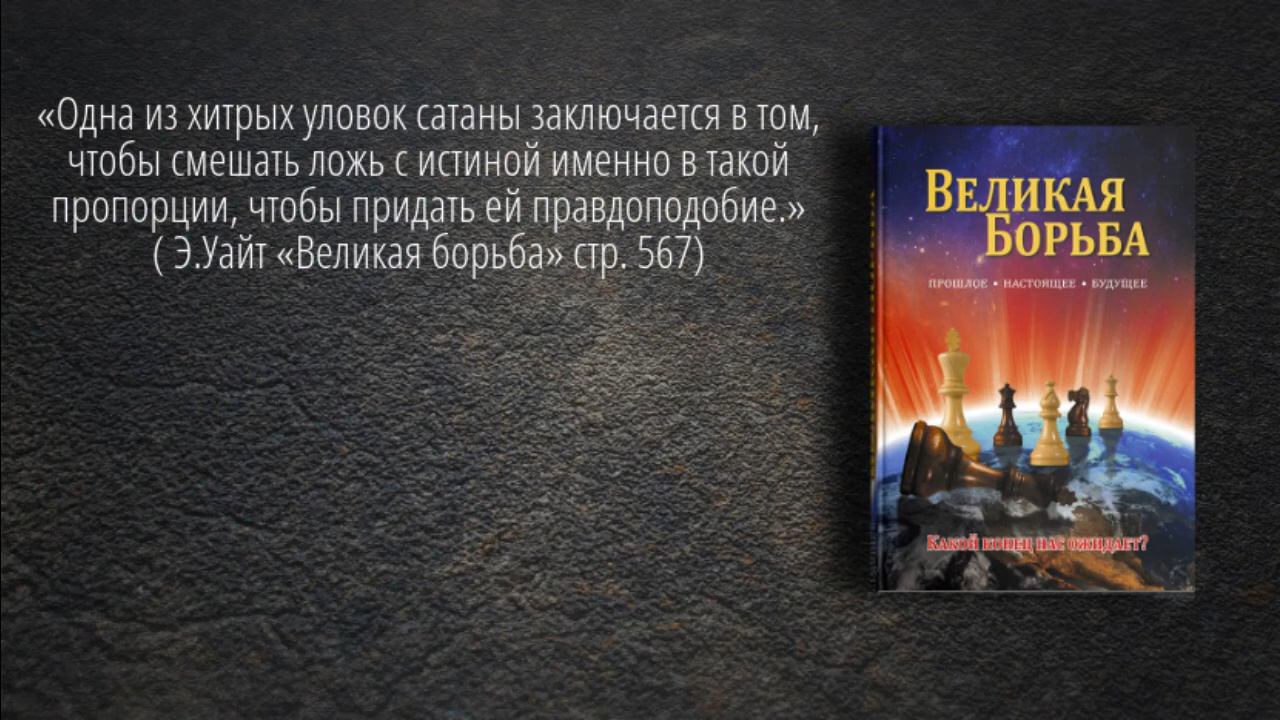 «Одна из хитрых уловок сатаны заключается в том,
чтобы смешать ложь с истиной именно в такой
пропорции, чтобы придать ей правдоподобие.»
( Э.Уайт «Великая борьба» стр. 567)
ВЕЛИКАЯ
БОРЬБА
ПРОШЛОЕ • НАСТОЯЩЕЕ • БУДУЩЕЕ
КАКОЙ КОНЕЦ НАС ОЖИДАЕТ?